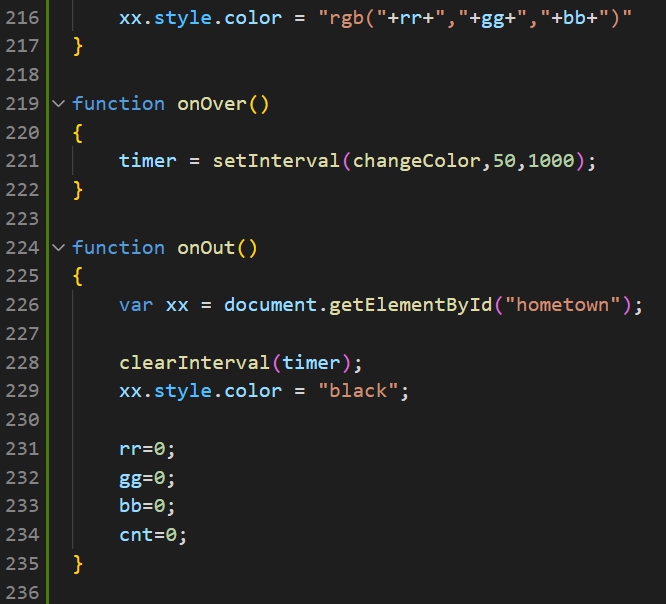 216 xx.style.color = "rgb("+rr+","+gg+","+bb+")"
217 }
218
219 function onOver()
220 {
221 timer = setInterval(changeColor,50,1000);
222 }
223
224 function onOut()
225 {
226 var xx = document.getElementById("hometown");
227
228 clearInterval(timer);
229 xx.style.color = "black";
230
231 rr=0;
232 gg=0;
233 bb=0;
234 cnt=0;
235 }
236